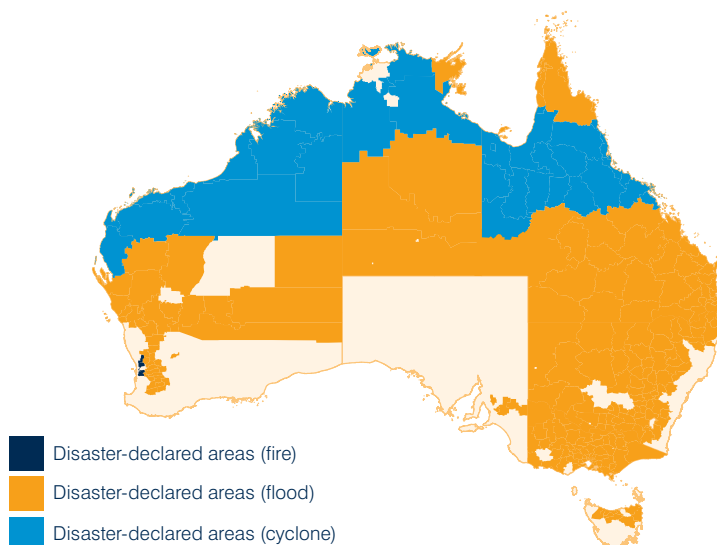 Disaster-declared areas (fire)
Disaster-declared areas (flood)
Disaster-declared areas (cyclone)